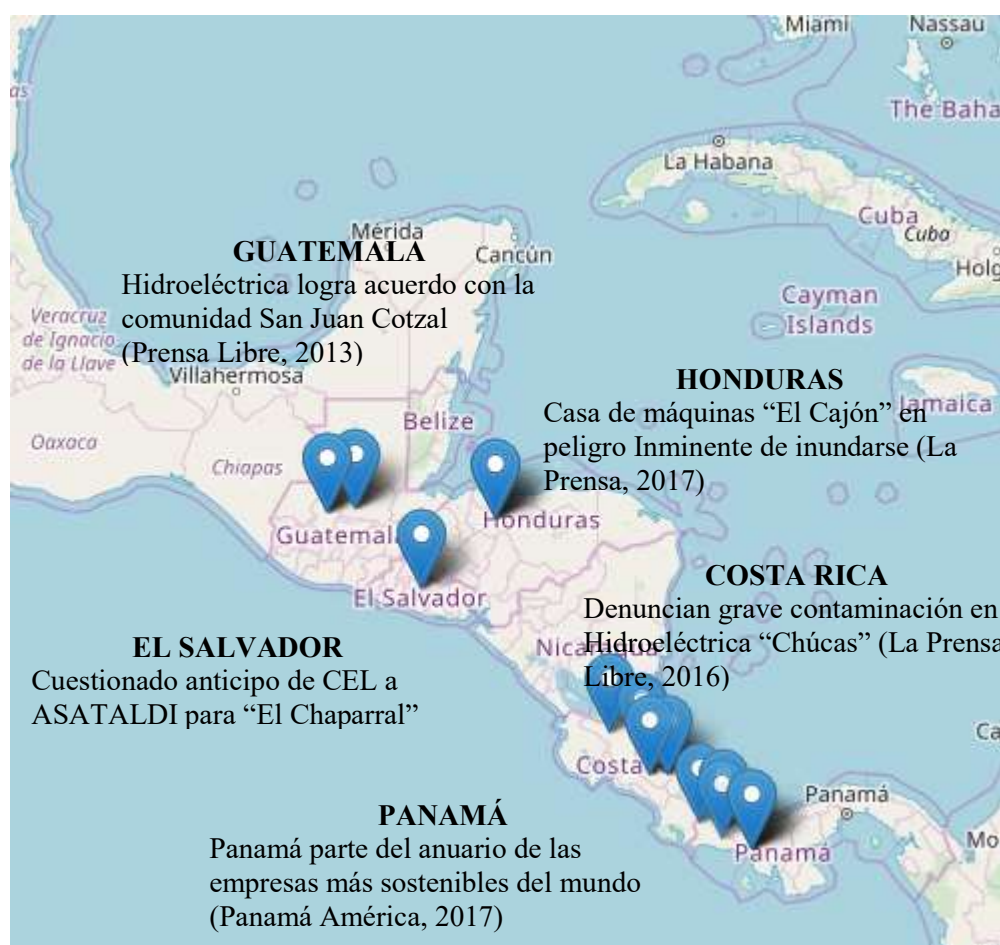 Miami
Nassau
The Baha
La Habana
Cuba
Cuba
Holg
Mérida
Cancún
GUATEMALA
Hidroeléctrica logra acuerdo con la
comunidad San Juan Cotzal
(Prensa Libre, 2013)
Cayman
Islands
Veracruz
de Ignacio
de la Llave
Villahermosa
HONDURAS
Casa de máquinas “El Cajón” en
peligro Inminente de inundarse (La
Prensa, 2017)
Jamaica
Belize
Oaxaca
Chiapas
Guatemal
Honduras
El Salvador
COSTA RICA
Denuncian grave contaminación en
Hidroeléctrica “Chúcas” (La Prensa
Libre, 2016)
EL SALVADOR
Cuestionado anticipo de CEL a
ASATALDI para “El Chaparral”
Costa
Ca
PANAMÁ
Panamá parte del anuario de las
empresas más sostenibles del mundo
(Panamá América, 2017)
Panamá
Panamá
Mo